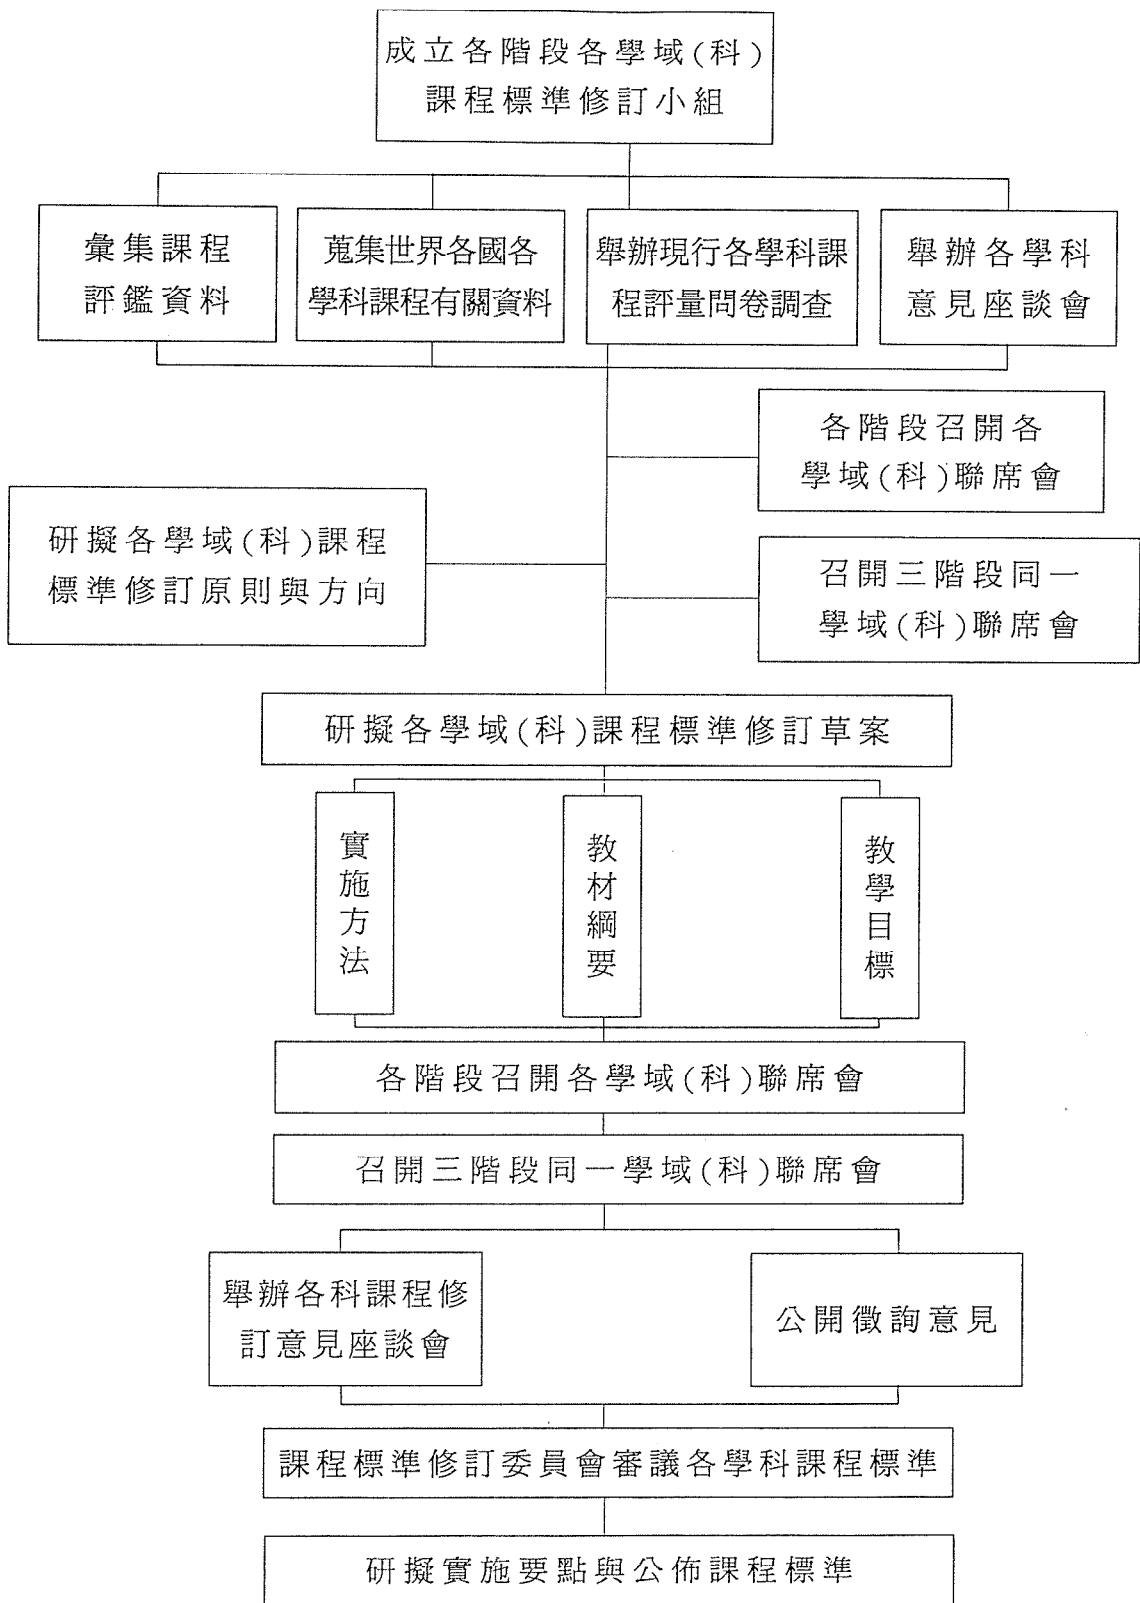 成立各階段各學域(科)
課程標準修訂小組
彙集課程
評鑑資料
蒐集世界各國各
學科課程有關資料
舉辦現行各學科課
程評量問卷調查
舉辦各學科
意見座談會
各階段召開各
學域(科)聯席會
研擬各學域(科)課程
標準修訂原則與方向
召開三階段同一
學域(科)聯席會
研擬各學域(科)課程標準修訂草案
實施方法
教材綱要
教學目標
各階段召開各學域(科)聯席會
召開三階段同一學域(科)聯席會
舉辦各科課程修
訂意見座談會
公開徵詢意見
課程標準修訂委員會審議各學科課程標準
研擬實施要點與公佈課程標準